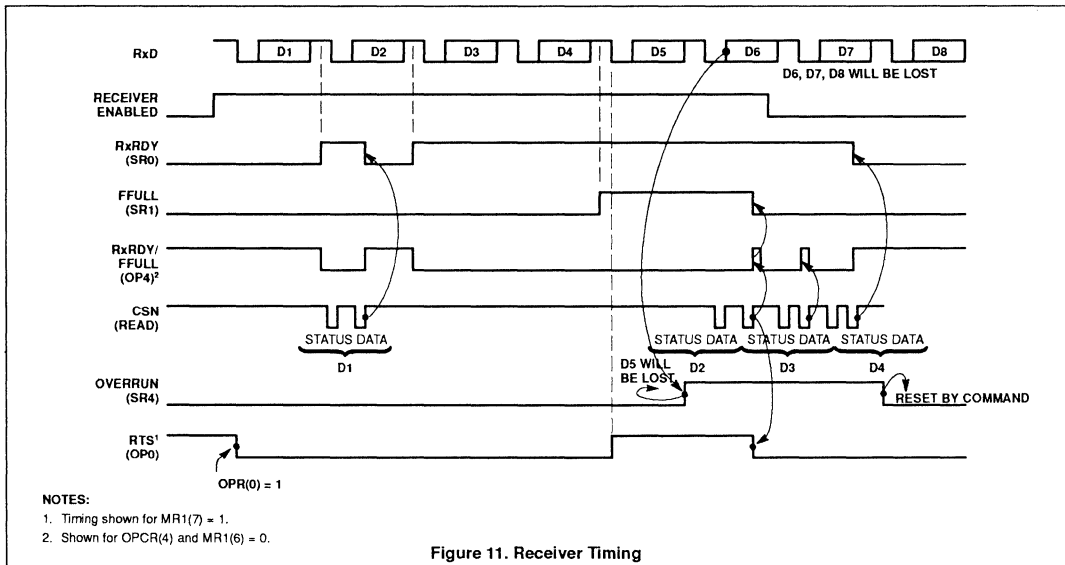 RxD
D1 D2 D3 D4 D5 D6 D7 D8
D6, D7, D8 WILL BE LOST
RECEIVER
ENABLED
RxRDY
(SR0)
FFULL
(SR1)
RxRDY/
FFULL
(OP4)²
CSN
(READ)
STATUS DATA STATUS DATA STATUS DATA STATUS DATA
D1 D2 D3 D4
D5 WILL
BE LOST
OVERRUN
(SR4)
RESET BY COMMAND
RTS¹
(OP0)
OPR(0) = 1
NOTES:
1. Timing shown for MR1(7) = 1.
2. Shown for OPCR(4) and MR1(6) = 0.
Figure 11. Receiver Timing